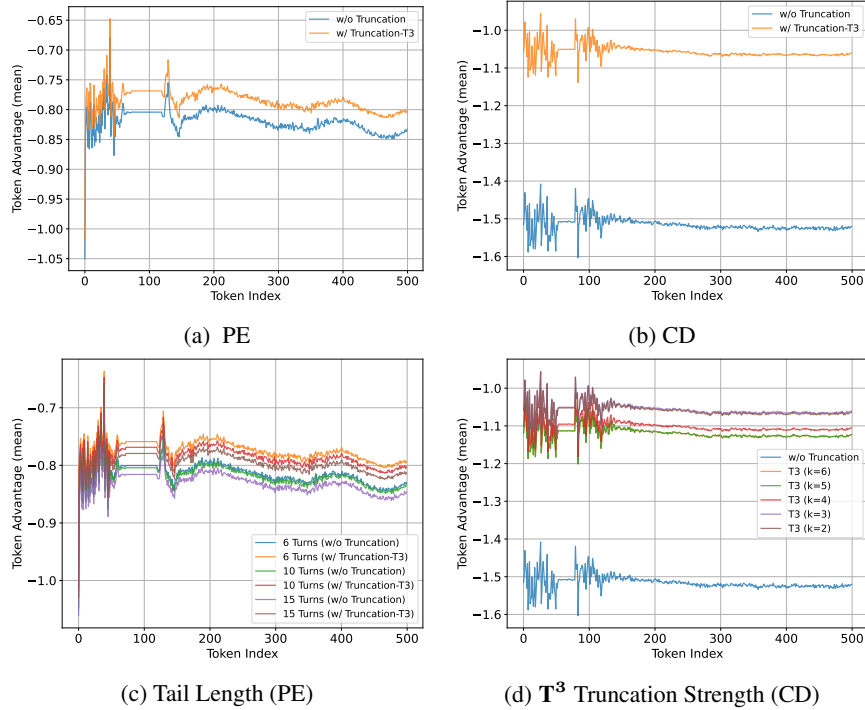 w/o Truncation
w/ Truncation-T3
−0.65
−0.70
−0.75
−0.80
−0.85
−0.90
−0.95
−1.00
−1.05
Token Advantage (mean)
0 100 200 300 400 500
Token Index
(a) PE
w/o Truncation
w/ Truncation-T3
−1.0
−1.1
−1.2
−1.3
−1.4
−1.5
−1.6
Token Advantage (mean)
0 100 200 300 400 500
Token Index
(b) CD
−0.7
−0.8
−0.9
−1.0
Token Advantage (mean)
6 Turns (w/o Truncation)
6 Turns (w/ Truncation-T3)
10 Turns (w/o Truncation)
10 Turns (w/ Truncation-T3)
15 Turns (w/o Truncation)
15 Turns (w/ Truncation-T3)
0 100 200 300 400 500
Token Index
(c) Tail Length (PE)
−1.0
−1.1
−1.2
−1.3
−1.4
−1.5
−1.6
Token Advantage (mean)
w/o Truncation
T3 (k=6)
T3 (k=5)
T3 (k=4)
T3 (k=3)
T3 (k=2)
0 100 200 300 400 500
Token Index
(d) T³ Truncation Strength (CD)